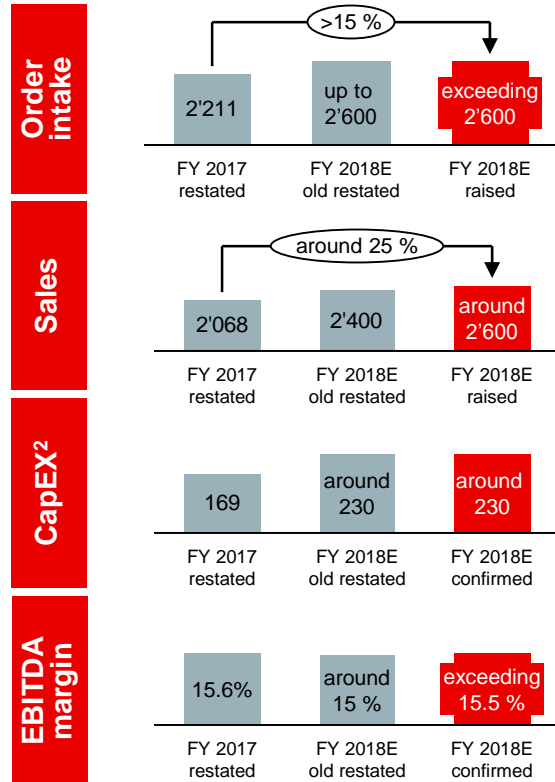 Order
intake
>15 %
2'211
up to
2'600
exceeding
2'600
FY 2017
restated
FY 2018E
old restated
FY 2018E
raised
Sales
around 25 %
2'068
2'400
around
2'600
FY 2017
restated
FY 2018E
old restated
FY 2018E
raised
CapEX²
169
around
230
around
230
FY 2017
restated
FY 2018E
old restated
FY 2018E
confirmed
EBITDA
margin
15.6%
around
15 %
exceeding
15.5 %
FY 2017
restated
FY 2018E
old restated
FY 2018E
confirmed